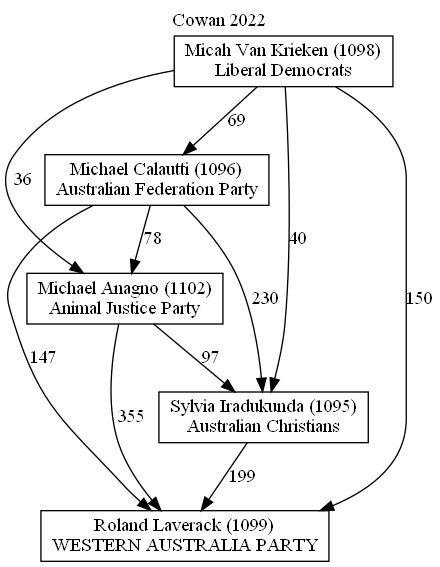 Cowan 2022
Micah Van Krieken (1098)
Liberal Democrats
69
Michael Calautti (1096)
Australian Federation Party
36
78
40
Michael Anagno (1102)
Animal Justice Party
230
150
147
97
355
Sylvia Iradukunda (1095)
Australian Christians
199
Roland Laverack (1099)
WESTERN AUSTRALIA PARTY